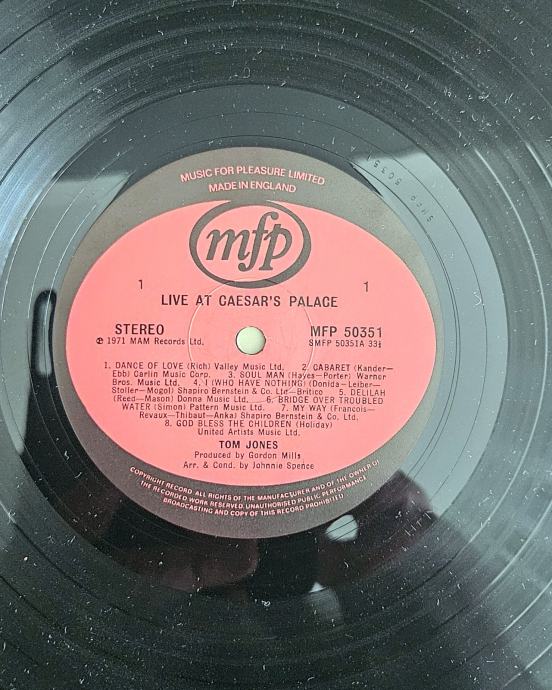 MUSIC FOR PLEASURE LIMITED
MADE IN ENGLAND
mfp
1 1
LIVE AT CAESAR'S PALACE
STEREO MFP 50351
℗ 1971 MAM Records Ltd. SMFP 50351A 33⅓
1. DANCE OF LOVE (Rich) Valley Music Ltd. 2. CABARET (Kander–
Ebb) Carlin Music Corp. 3. SOUL MAN (Hayes–Porter) Warner
Bros. Music Ltd. 4. I (WHO HAVE NOTHING) (Donida–Leiber–
Stoller–Mogol) Shapiro Bernstein & Co. Ltd–Britico 5. DELILAH
(Reed–Mason) Donna Music Ltd. 6. BRIDGE OVER TROUBLED
WATER (Simon) Pattern Music Ltd. 7. MY WAY (Francois–
Revaux–Thibaut–Anka) Shapiro Bernstein & Co. Ltd.
8. GOD BLESS THE CHILDREN (Holiday)
United Artists Music Ltd.
TOM JONES
Produced by Gordon Mills
Arr. & Cond. by Johnnie Spence
COPYRIGHT RECORD. ALL RIGHTS OF THE MANUFACTURER AND OF THE OWNER OF
THE RECORDED WORK RESERVED. UNAUTHORISED PUBLIC PERFORMANCE
BROADCASTING AND COPY OF THIS RECORD PROHIBITED